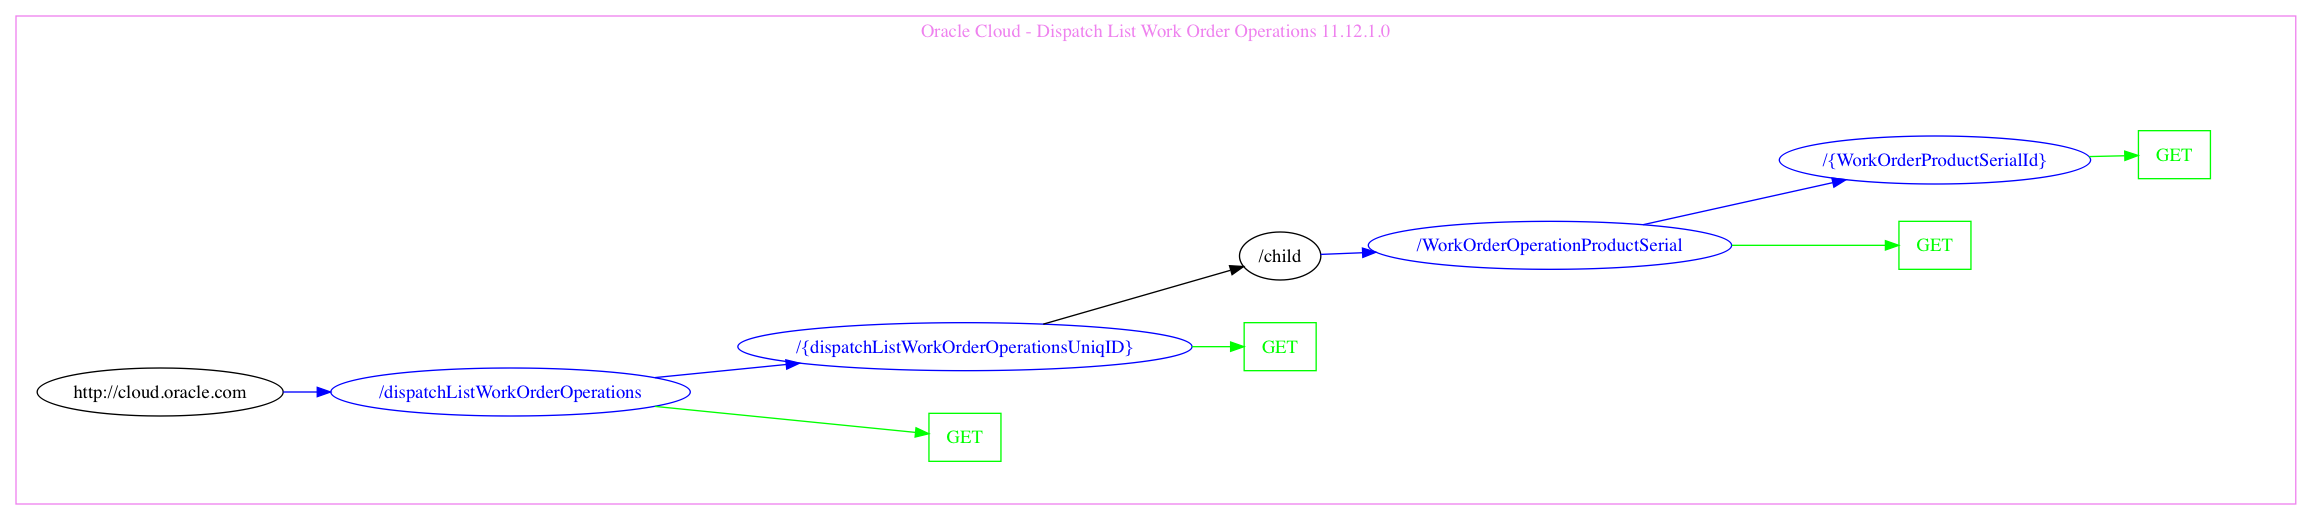 Oracle Cloud - Dispatch List Work Order Operations 11.12.1.0
/{WorkOrderProductSerialId}
GET
/child
/WorkOrderOperationProductSerial
GET
/{dispatchListWorkOrderOperationsUniqID}
GET
http://cloud.oracle.com
/dispatchListWorkOrderOperations
GET